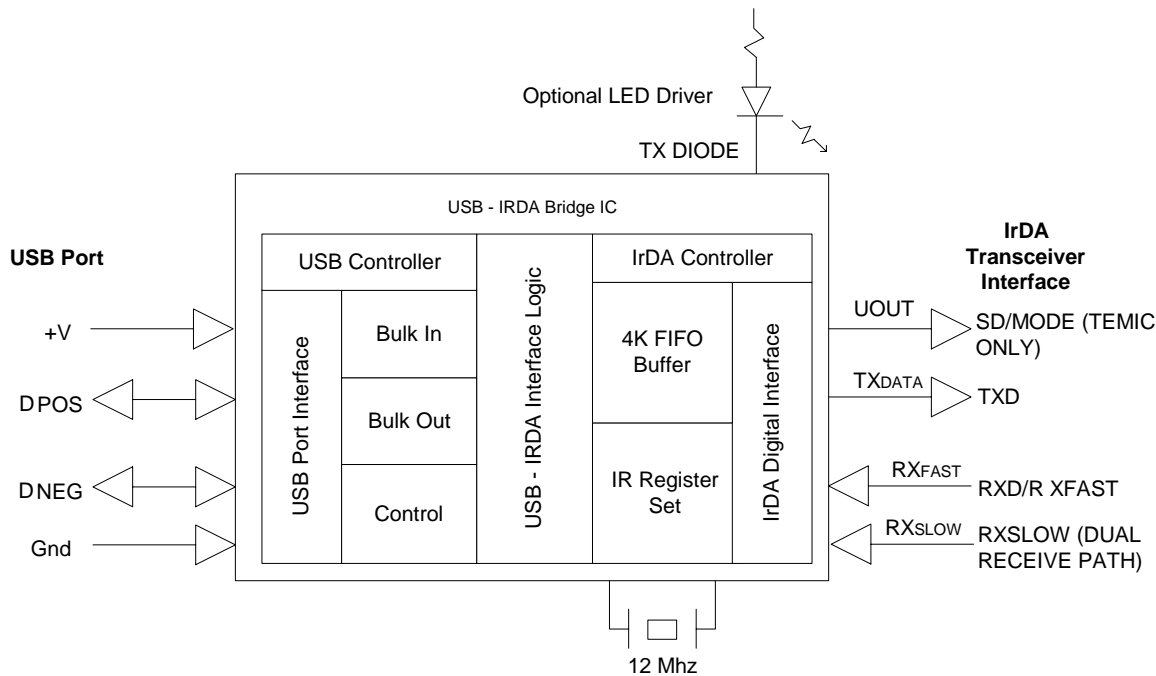 Optional LED Driver
TX DIODE
USB - IRDA Bridge IC
USB Port
+V
DPOS
DNEG
Gnd
USB Controller
USB Port Interface
Bulk In
Bulk Out
Control
USB - IRDA Interface Logic
IrDA Controller
4K FIFO
Buffer
IR Register
Set
IrDA Digital Interface
IrDA
Transceiver
Interface
UOUT
SD/MODE (TEMIC
ONLY)
TXDATA
TXD
RXFAST
RXD/R XFAST
RXSLOW
RXSLOW (DUAL
RECEIVE PATH)
12 Mhz